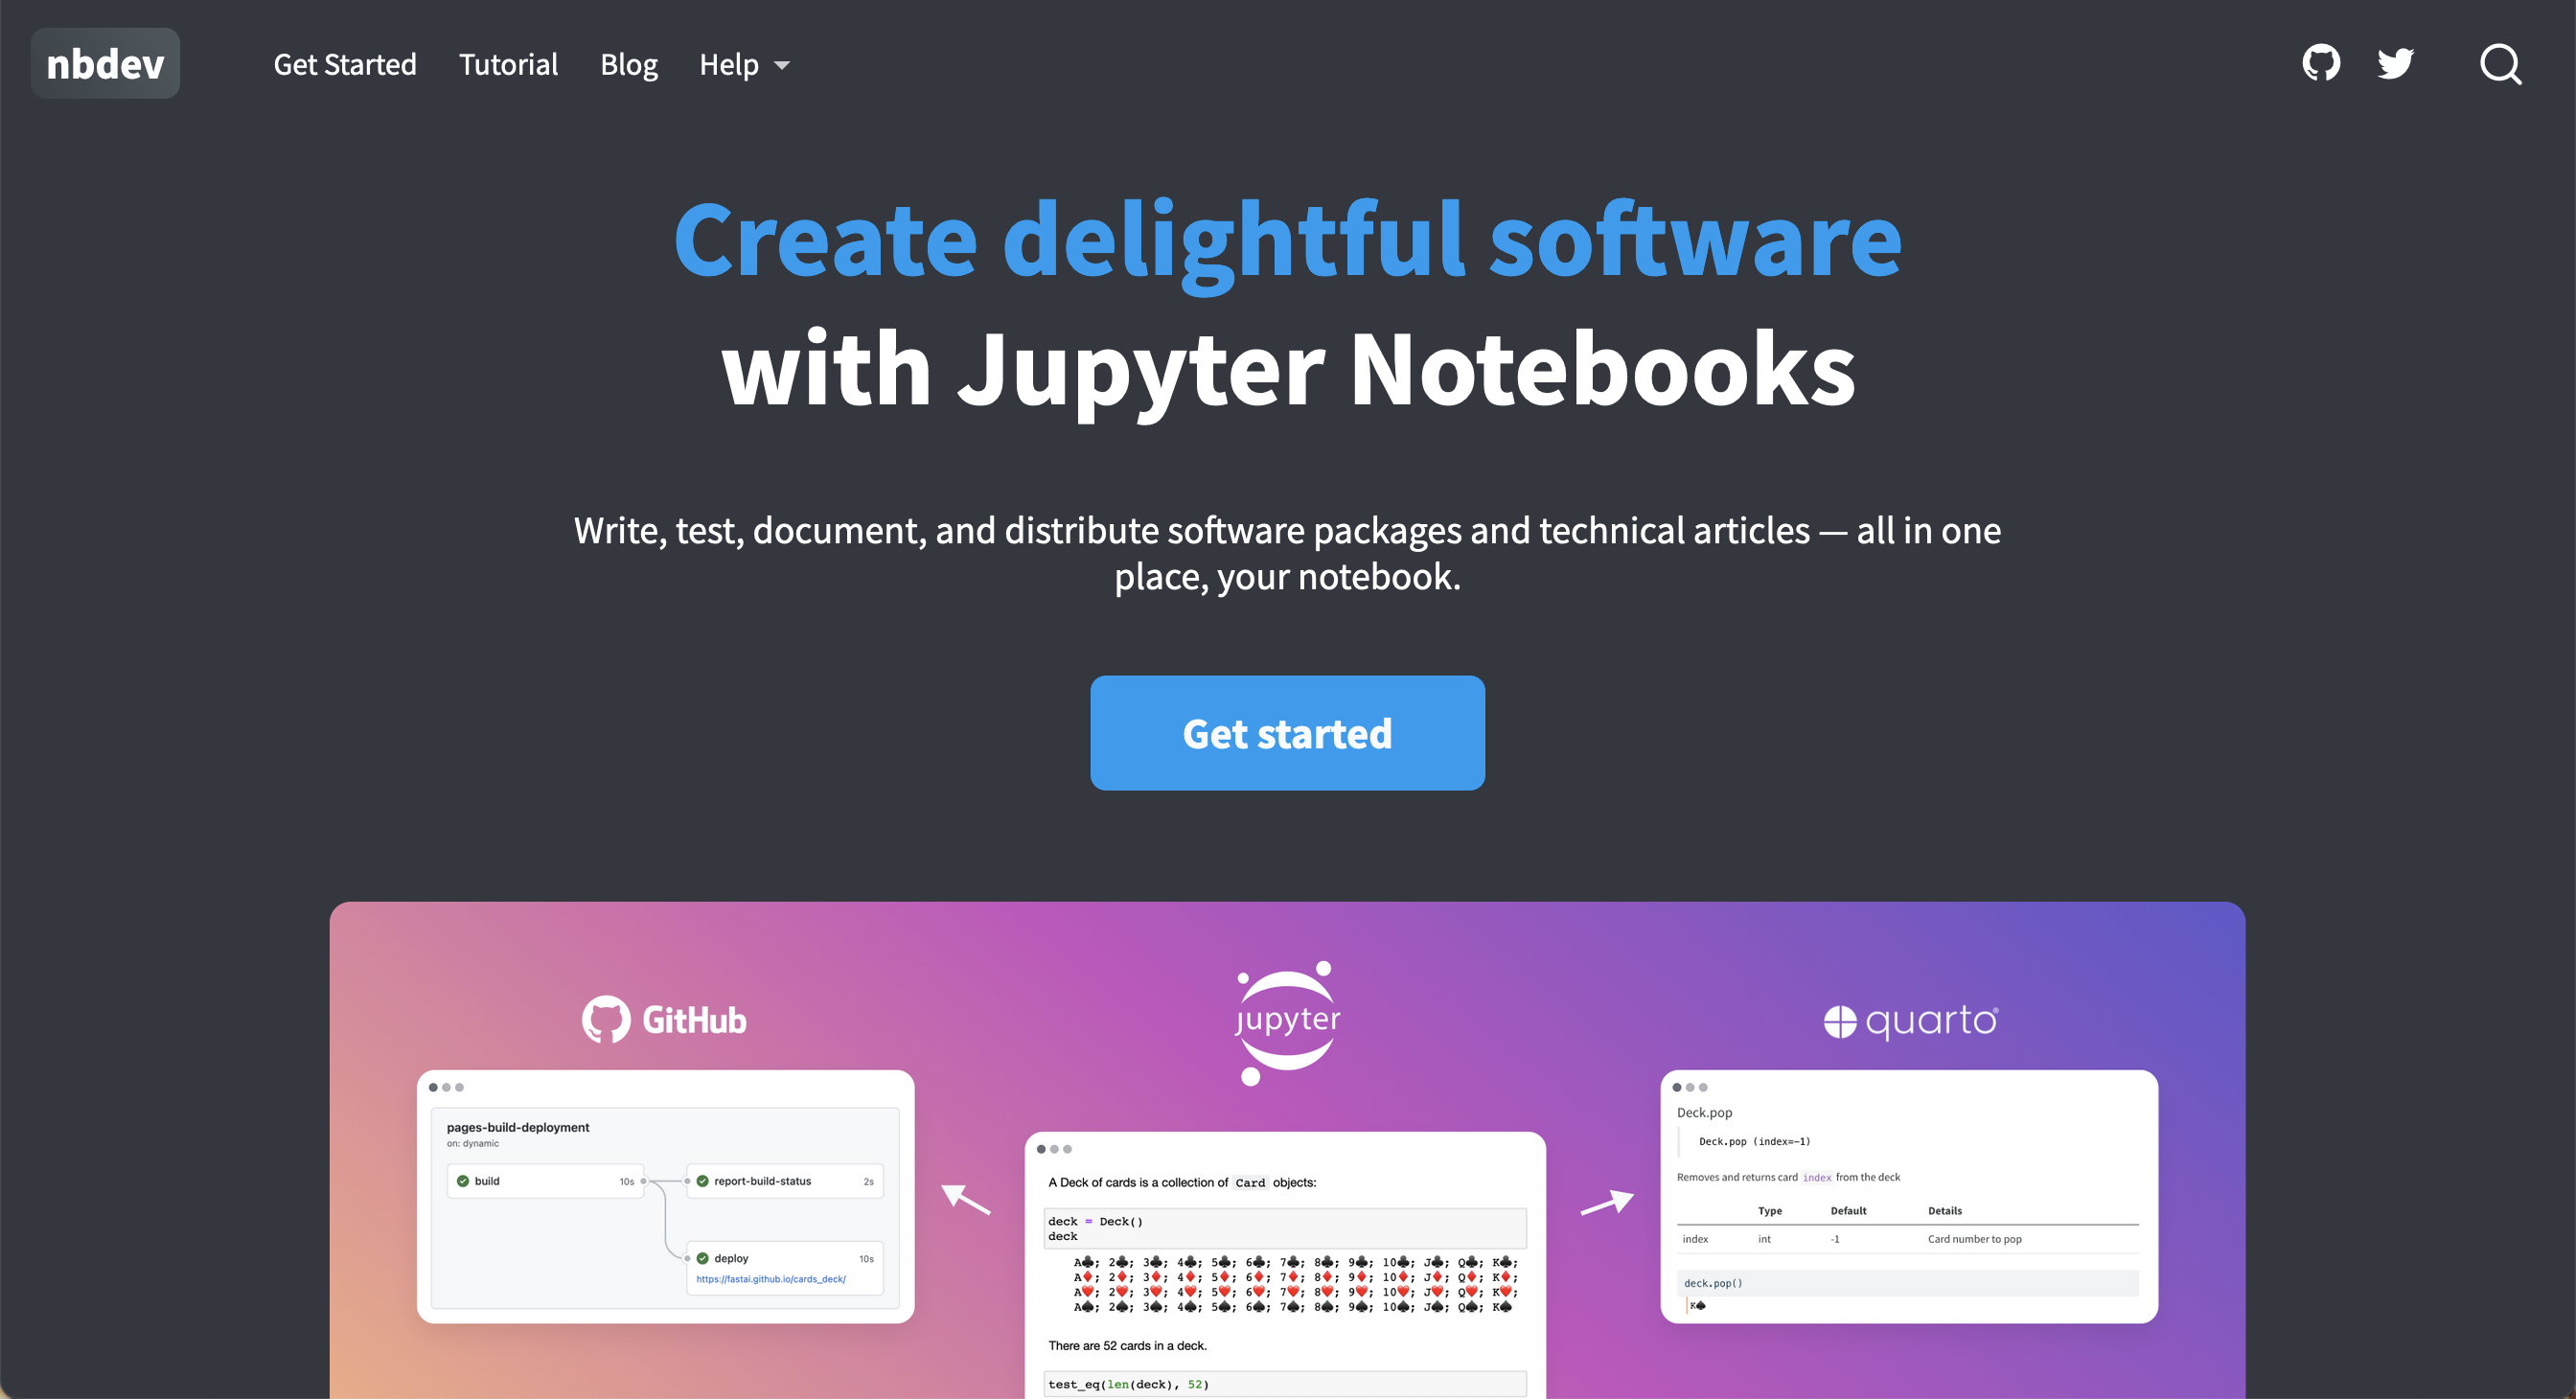 nbdev
Get Started
Tutorial
Blog
Help
Create delightful software
with Jupyter Notebooks
Write, test, document, and distribute software packages and technical articles — all in one
place, your notebook.
Get started
GitHub
pages-build-deployment
on: dynamic
build 10s
report-build-status 2s
deploy 10s
https://fastai.github.io/cards_deck/
jupyter
A Deck of cards is a collection of Card objects:
deck = Deck()
deck
A♣; 2♣; 3♣; 4♣; 5♣; 6♣; 7♣; 8♣; 9♣; 10♣; J♣; Q♣; K♣;
A♦; 2♦; 3♦; 4♦; 5♦; 6♦; 7♦; 8♦; 9♦; 10♦; J♦; Q♦; K♦;
A♥; 2♥; 3♥; 4♥; 5♥; 6♥; 7♥; 8♥; 9♥; 10♥; J♥; Q♥; K♥;
A♠; 2♠; 3♠; 4♠; 5♠; 6♠; 7♠; 8♠; 9♠; 10♠; J♠; Q♠; K♠
There are 52 cards in a deck.
test_eq(len(deck), 52)
quarto®
Deck.pop
Deck.pop (index=-1)
Removes and returns card index from the deck
Type Default Details
index int -1 Card number to pop
deck.pop()
K♠